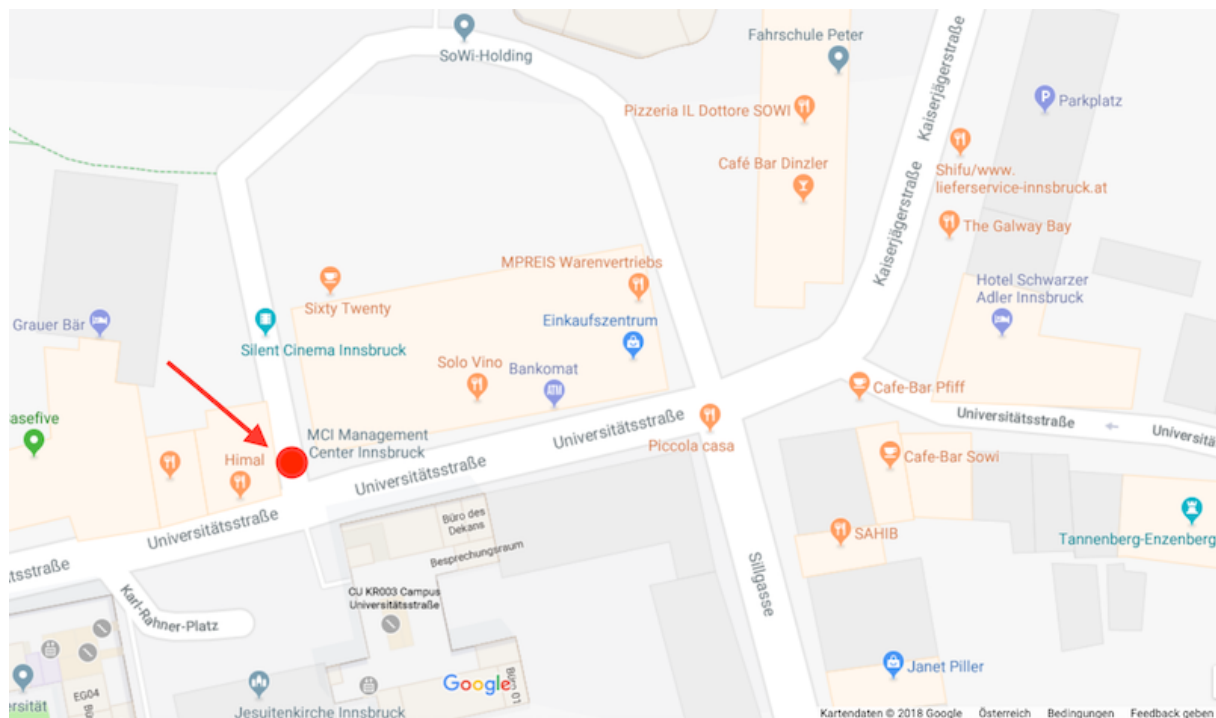 SoWi-Holding
Fahrschule Peter
Pizzeria IL Dottore SOWI
Café Bar Dinzler
Kaiserjägerstraße
Kaiserjägerstraße
Parkplatz
Shifu/www.
lieferservice-innsbruck.at
The Galway Bay
Hotel Schwarzer
Adler Innsbruck
MPREIS Warenvertriebs
Sixty Twenty
Einkaufszentrum
Grauer Bär
Silent Cinema Innsbruck
Solo Vino
Bankomat
ATM
Cafe-Bar Pfiff
Universitätsstraße
Universitä
asefive
MCI Management
Center Innsbruck
Himal
Universitätsstraße
Piccola casa
Cafe-Bar Sowi
Universitätsstraße
Universitätsstraße
tsstraße
Büro des
Dekans
Besprechungsraum
SAHIB
Tannenberg-Enzenberg
Sillgasse
Karl-Rahner-Platz
CU KR003 Campus
Universitätsstraße
Janet Piller
EG04
ersität
Jesuitenkirche Innsbruck
Google
Kartendaten © 2018 Google Österreich Bedingungen Feedback geben